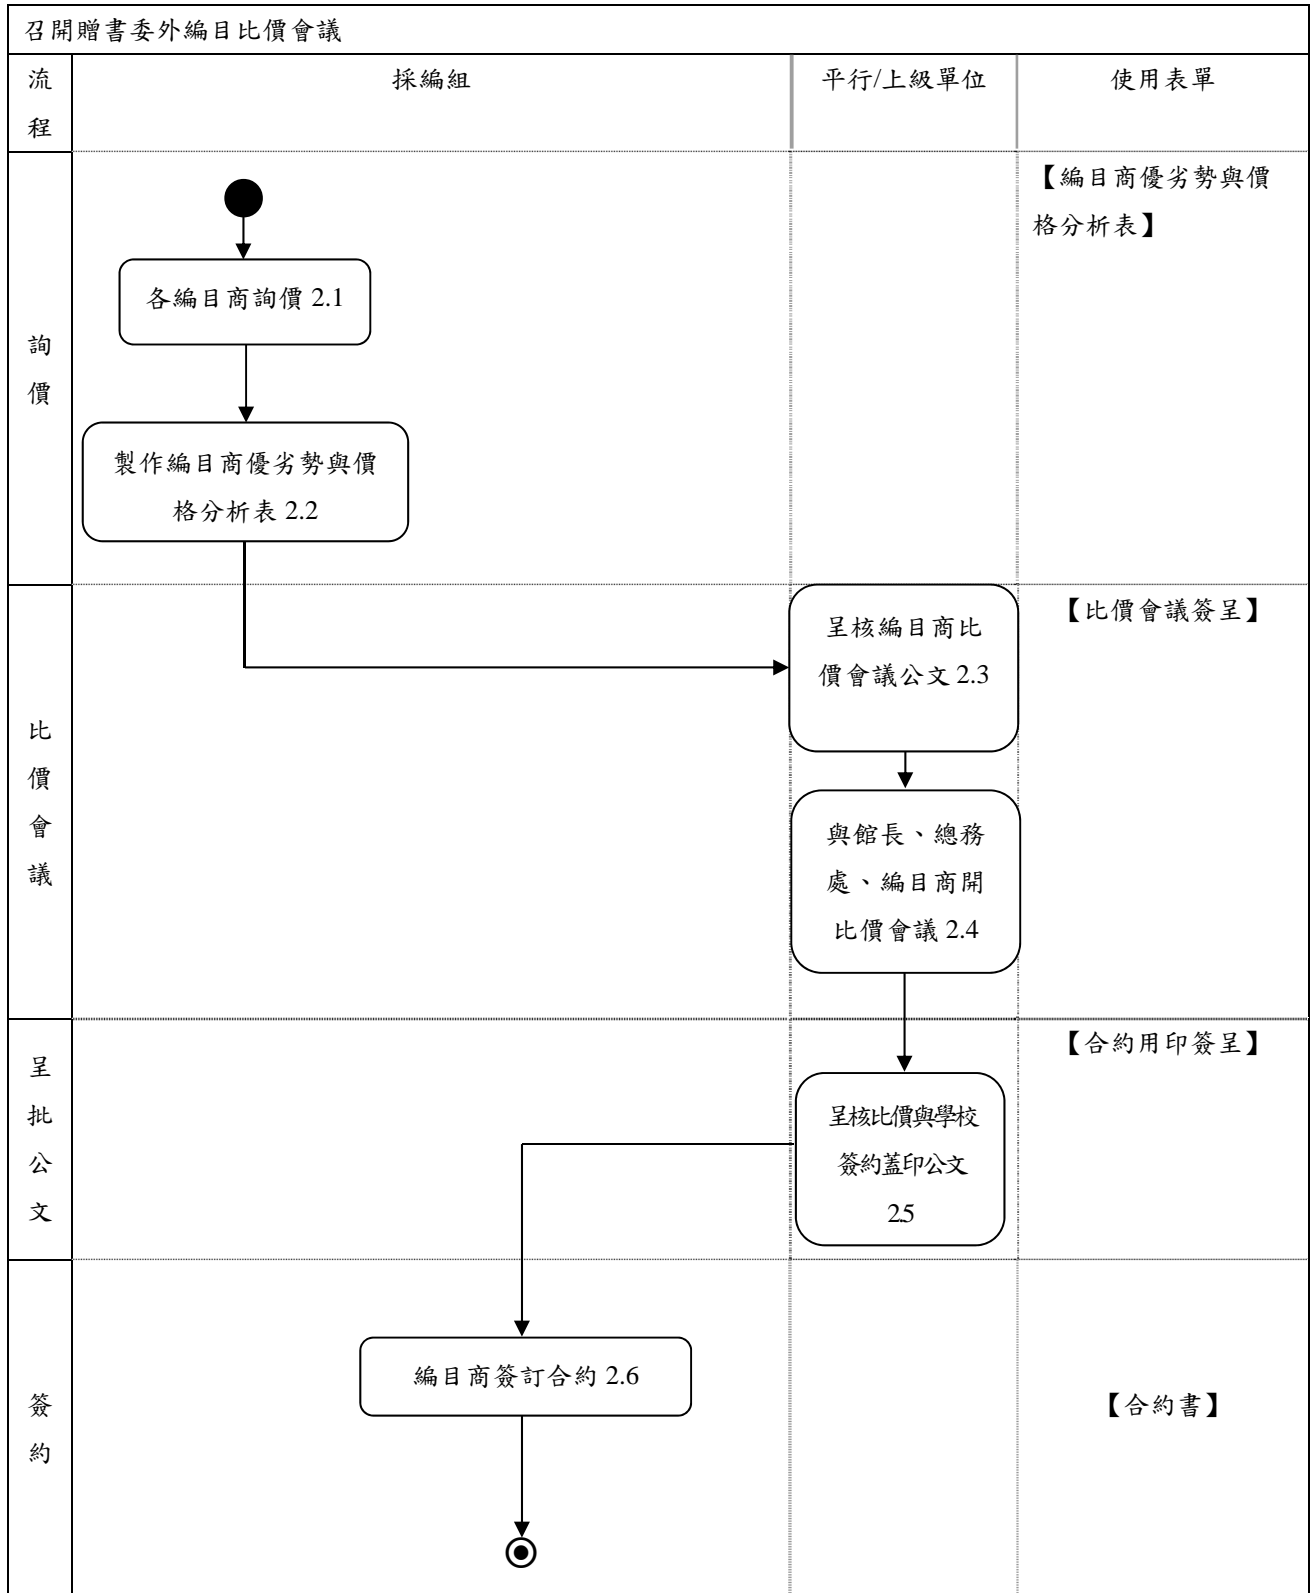 召開贈書委外編目比價會議
流
程
採編組
平行/上級單位
使用表單
詢
價
各編目商詢價 2.1
製作編目商優劣勢與價
格分析表 2.2
【編目商優劣勢與價
格分析表】
比
價
會
議
呈核編目商比
價會議公文 2.3
與館長、總務
處、編目商開
比價會議 2.4
【比價會議簽呈】
呈
批
公
文
呈核比價與學校
簽約蓋印公文
2.5
【合約用印簽呈】
簽
約
編目商簽訂合約 2.6
【合約書】